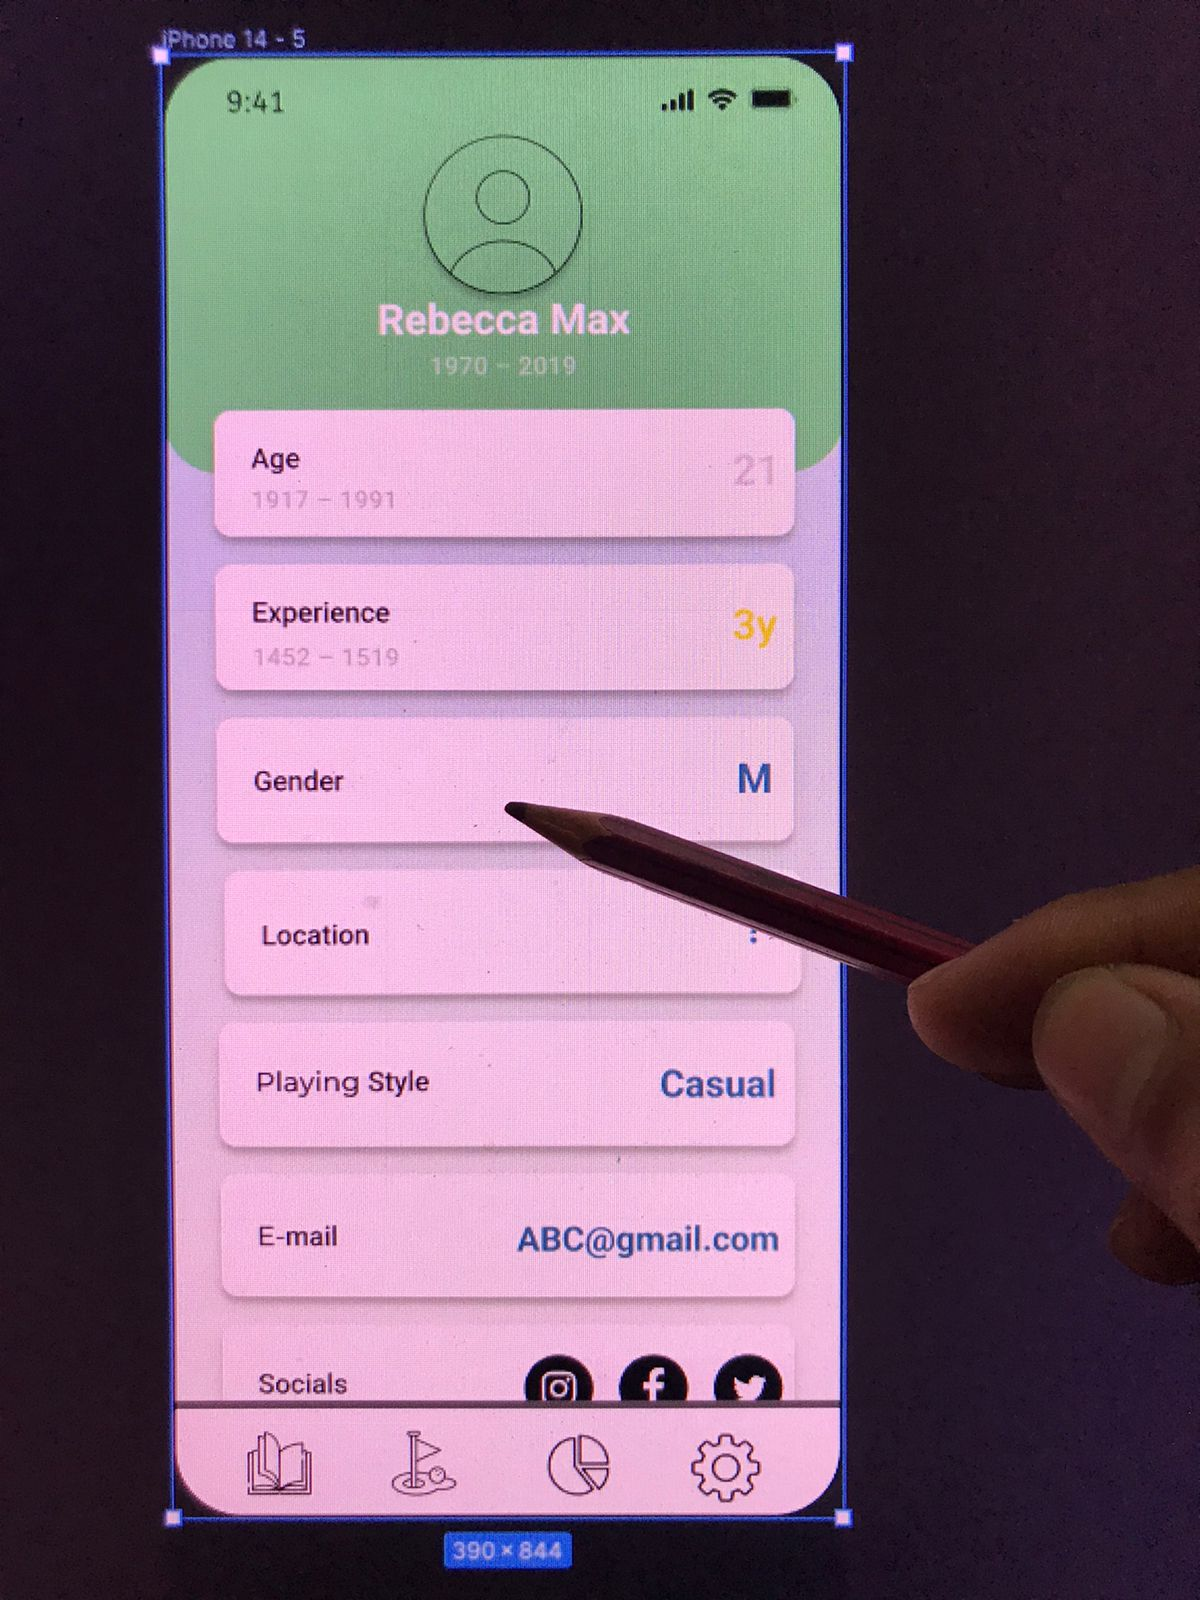 iPhone 14 - 5
9:41
Rebecca Max
1970 – 2019
Age
21
1917 – 1991
Experience
3y
1452 – 1519
Gender
M
Location
:
Playing Style
Casual
E-mail
ABC@gmail.com
Socials
390 × 844